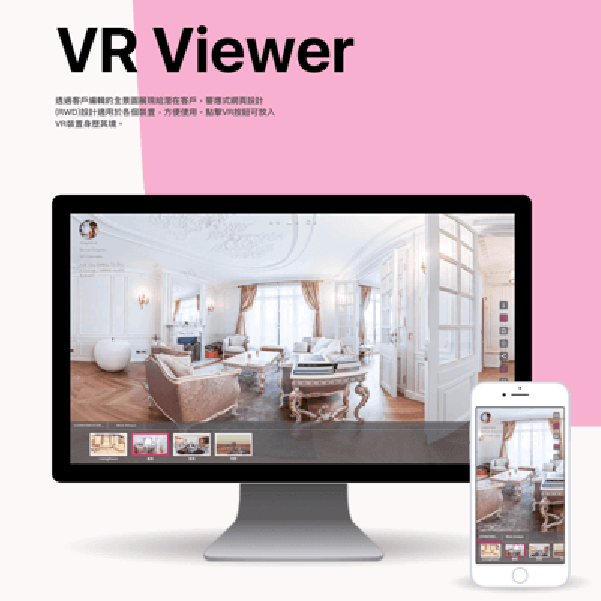 VR Viewer
透過客戶編輯的全景圖展現給潛在客戶,響應式網頁設計
(RWD)設計適用於各個裝置,方便使用。點擊VR按鈕可放入
VR裝置身歷其境。